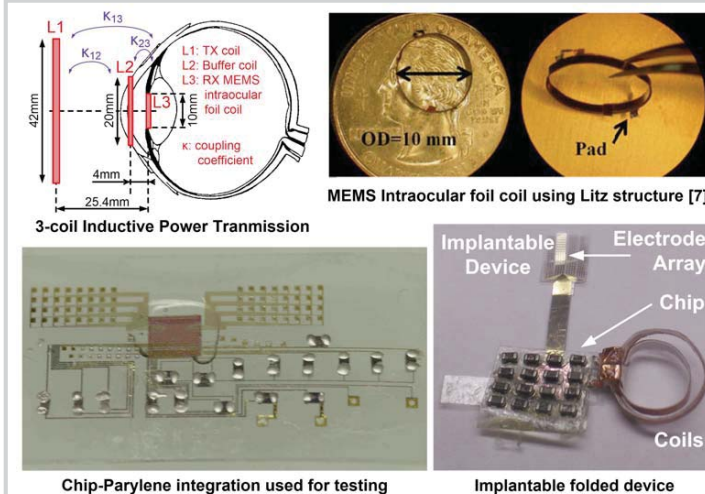 L1
K13
K12
K23
L2
L3
L1: TX coil
L2: Buffer coil
L3: RX MEMS
intraocular
foil coil
κ: coupling
coefficient
42mm
20mm
10mm
4mm
25.4mm
3-coil Inductive Power Tranmission
OD=10 mm
Pad
MEMS Intraocular foil coil using Litz structure [7]
Chip-Parylene integration used for testing
Implantable
Device
Electrode
Array
Chip
Coils
Implantable folded device